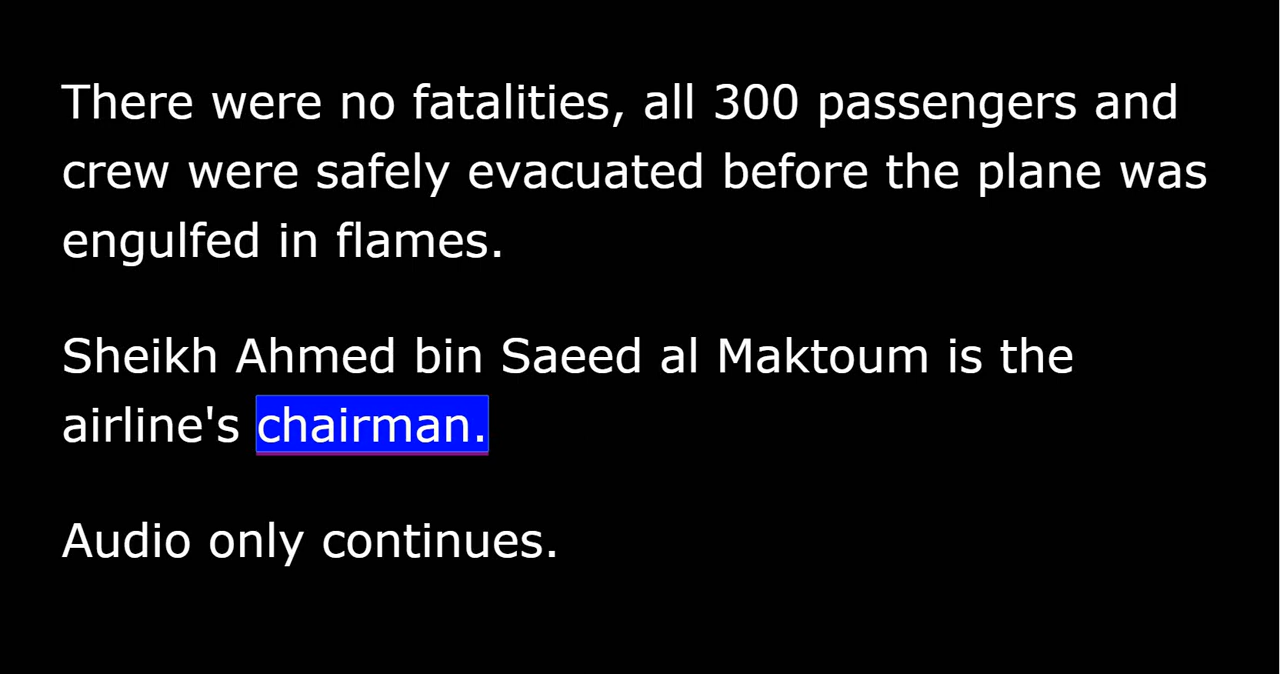 There were no fatalities, all 300 passengers and
crew were safely evacuated before the plane was
engulfed in flames.
Sheikh Ahmed bin Saeed al Maktoum is the
airline's chairman.
Audio only continues.